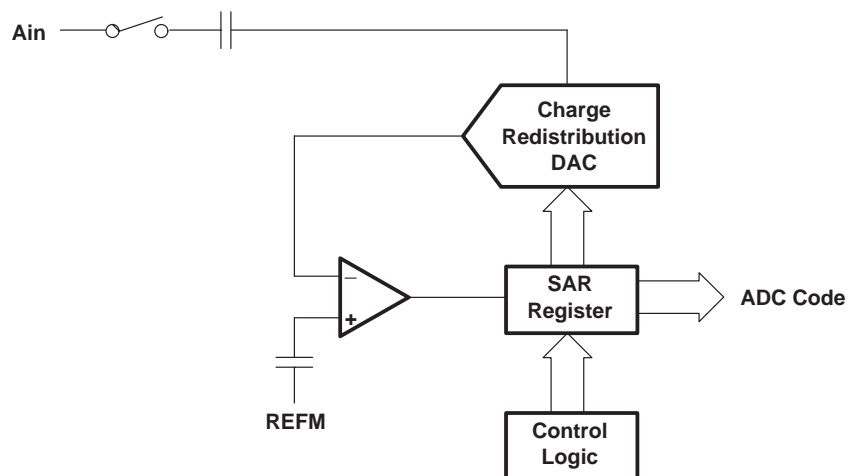 Ain
Charge
Redistribution
DAC
−
+
SAR
Register
ADC Code
REFM
Control
Logic